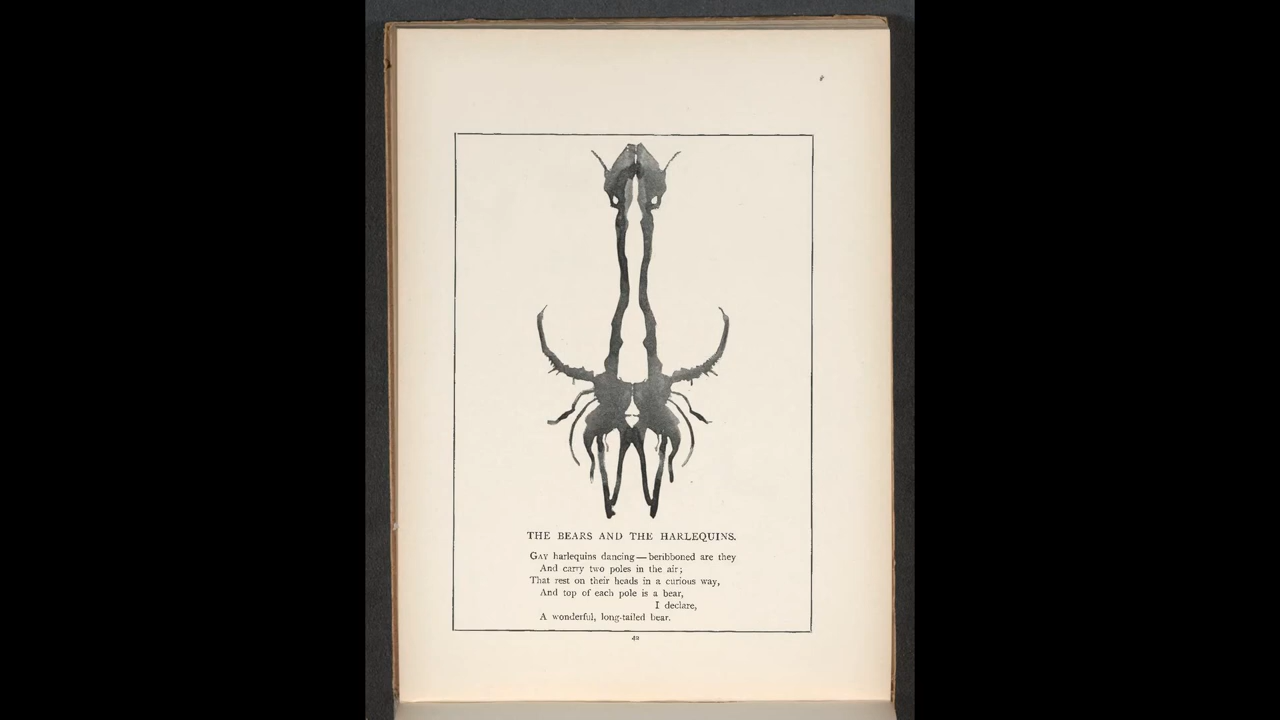 THE BEARS AND THE HARLEQUINS.
GAY harlequins dancing — beribboned are they
And carry two poles in the air;
That rest on their heads in a curious way,
And top of each pole is a bear,
I declare,
A wonderful, long-tailed bear.
42